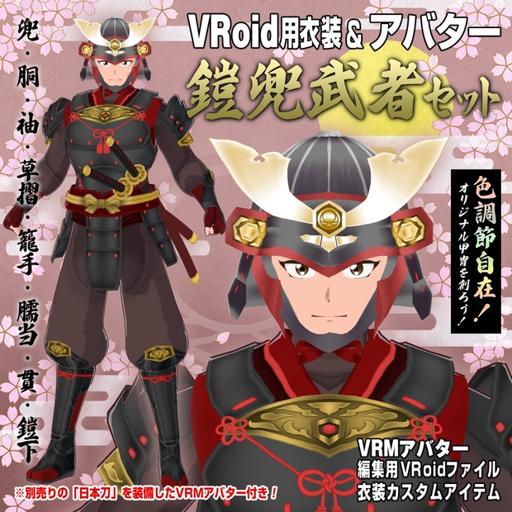 VRoid用衣装&アバター
鎧兜武者セット
兜・胴・袖・草摺・籠手・臑当・貫・鎧下
色調節自在!
オリジナル甲冑を創ろう!
VRMアバター
編集用VRoidファイル
衣装カスタムアイテム
※別売りの「日本刀」を装備したVRMアバター付き!